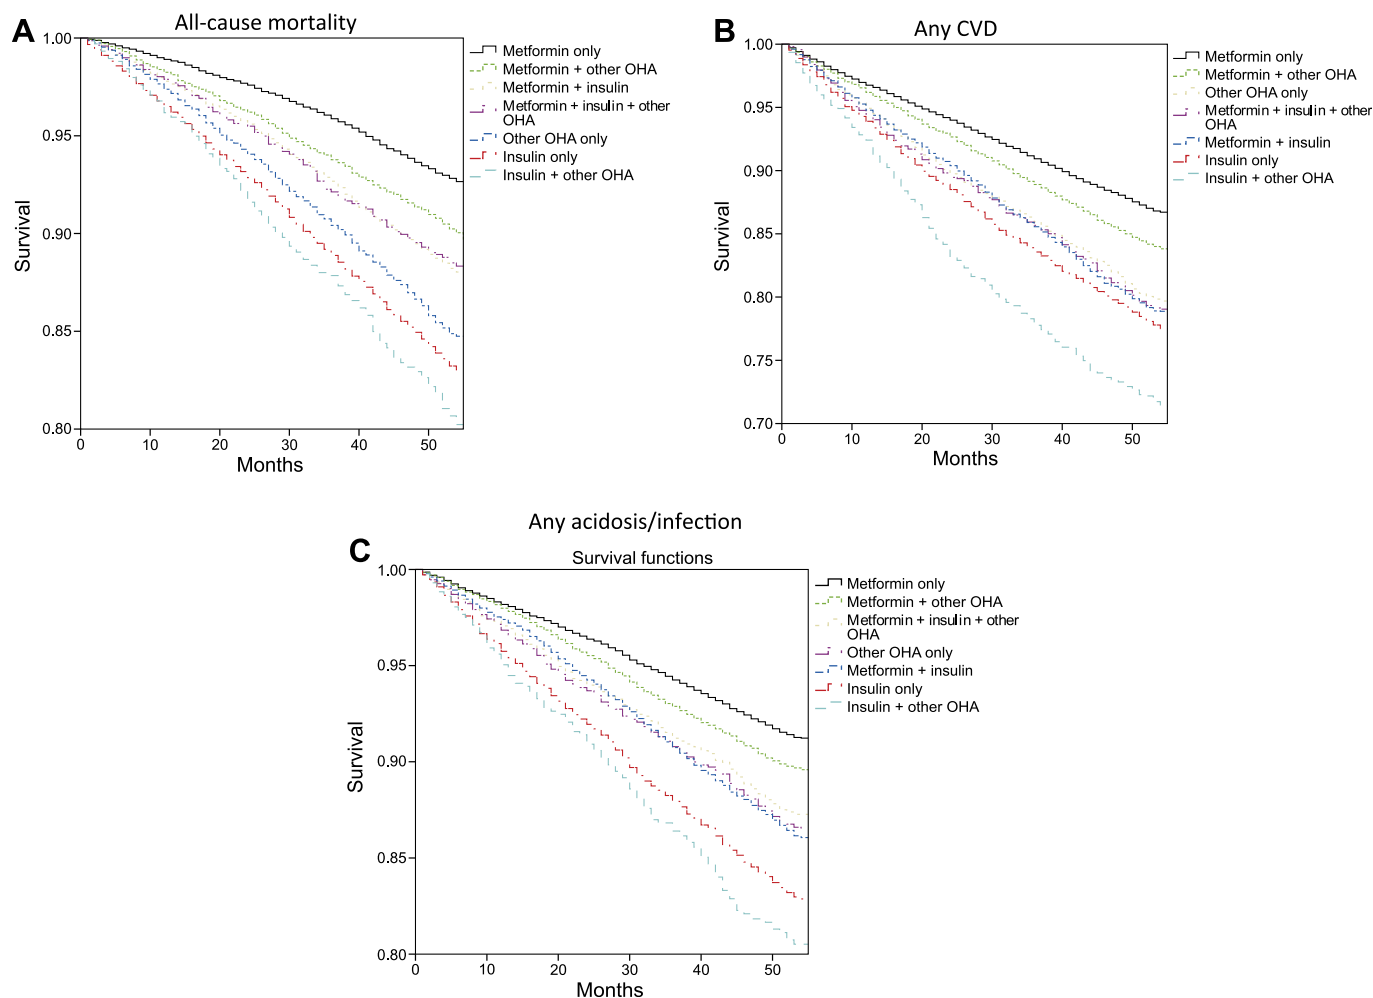 A
All-cause mortality
1.00
0.95
0.90
0.85
0.80
Survival
0
10
20
30
40
50
Months
Metformin only
Metformin + other OHA
Metformin + insulin
Metformin + insulin + other
OHA
Other OHA only
Insulin only
Insulin + other OHA
B
Any CVD
1.00
0.95
0.90
0.85
0.80
0.75
0.70
Survival
0
10
20
30
40
50
Months
Metformin only
Metformin + other OHA
Other OHA only
Metformin + insulin + other
OHA
Metformin + insulin
Insulin only
Insulin + other OHA
Any acidosis/infection
C
Survival functions
1.00
0.95
0.90
0.85
0.80
Survival
0
10
20
30
40
50
Months
Metformin only
Metformin + other OHA
Metformin + insulin + other
OHA
Other OHA only
Metformin + insulin
Insulin only
Insulin + other OHA